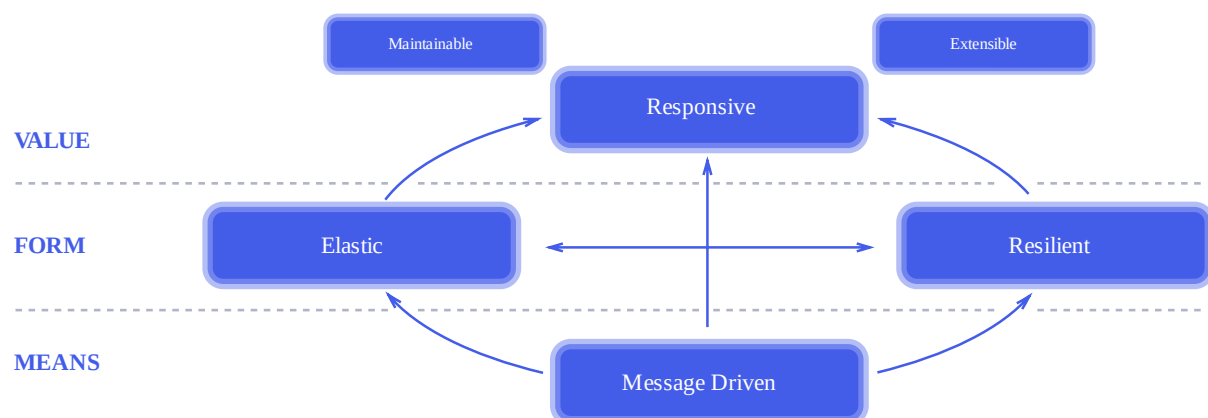 Maintainable
Extensible
Responsive
VALUE
FORM
Elastic
Resilient
MEANS
Message Driven